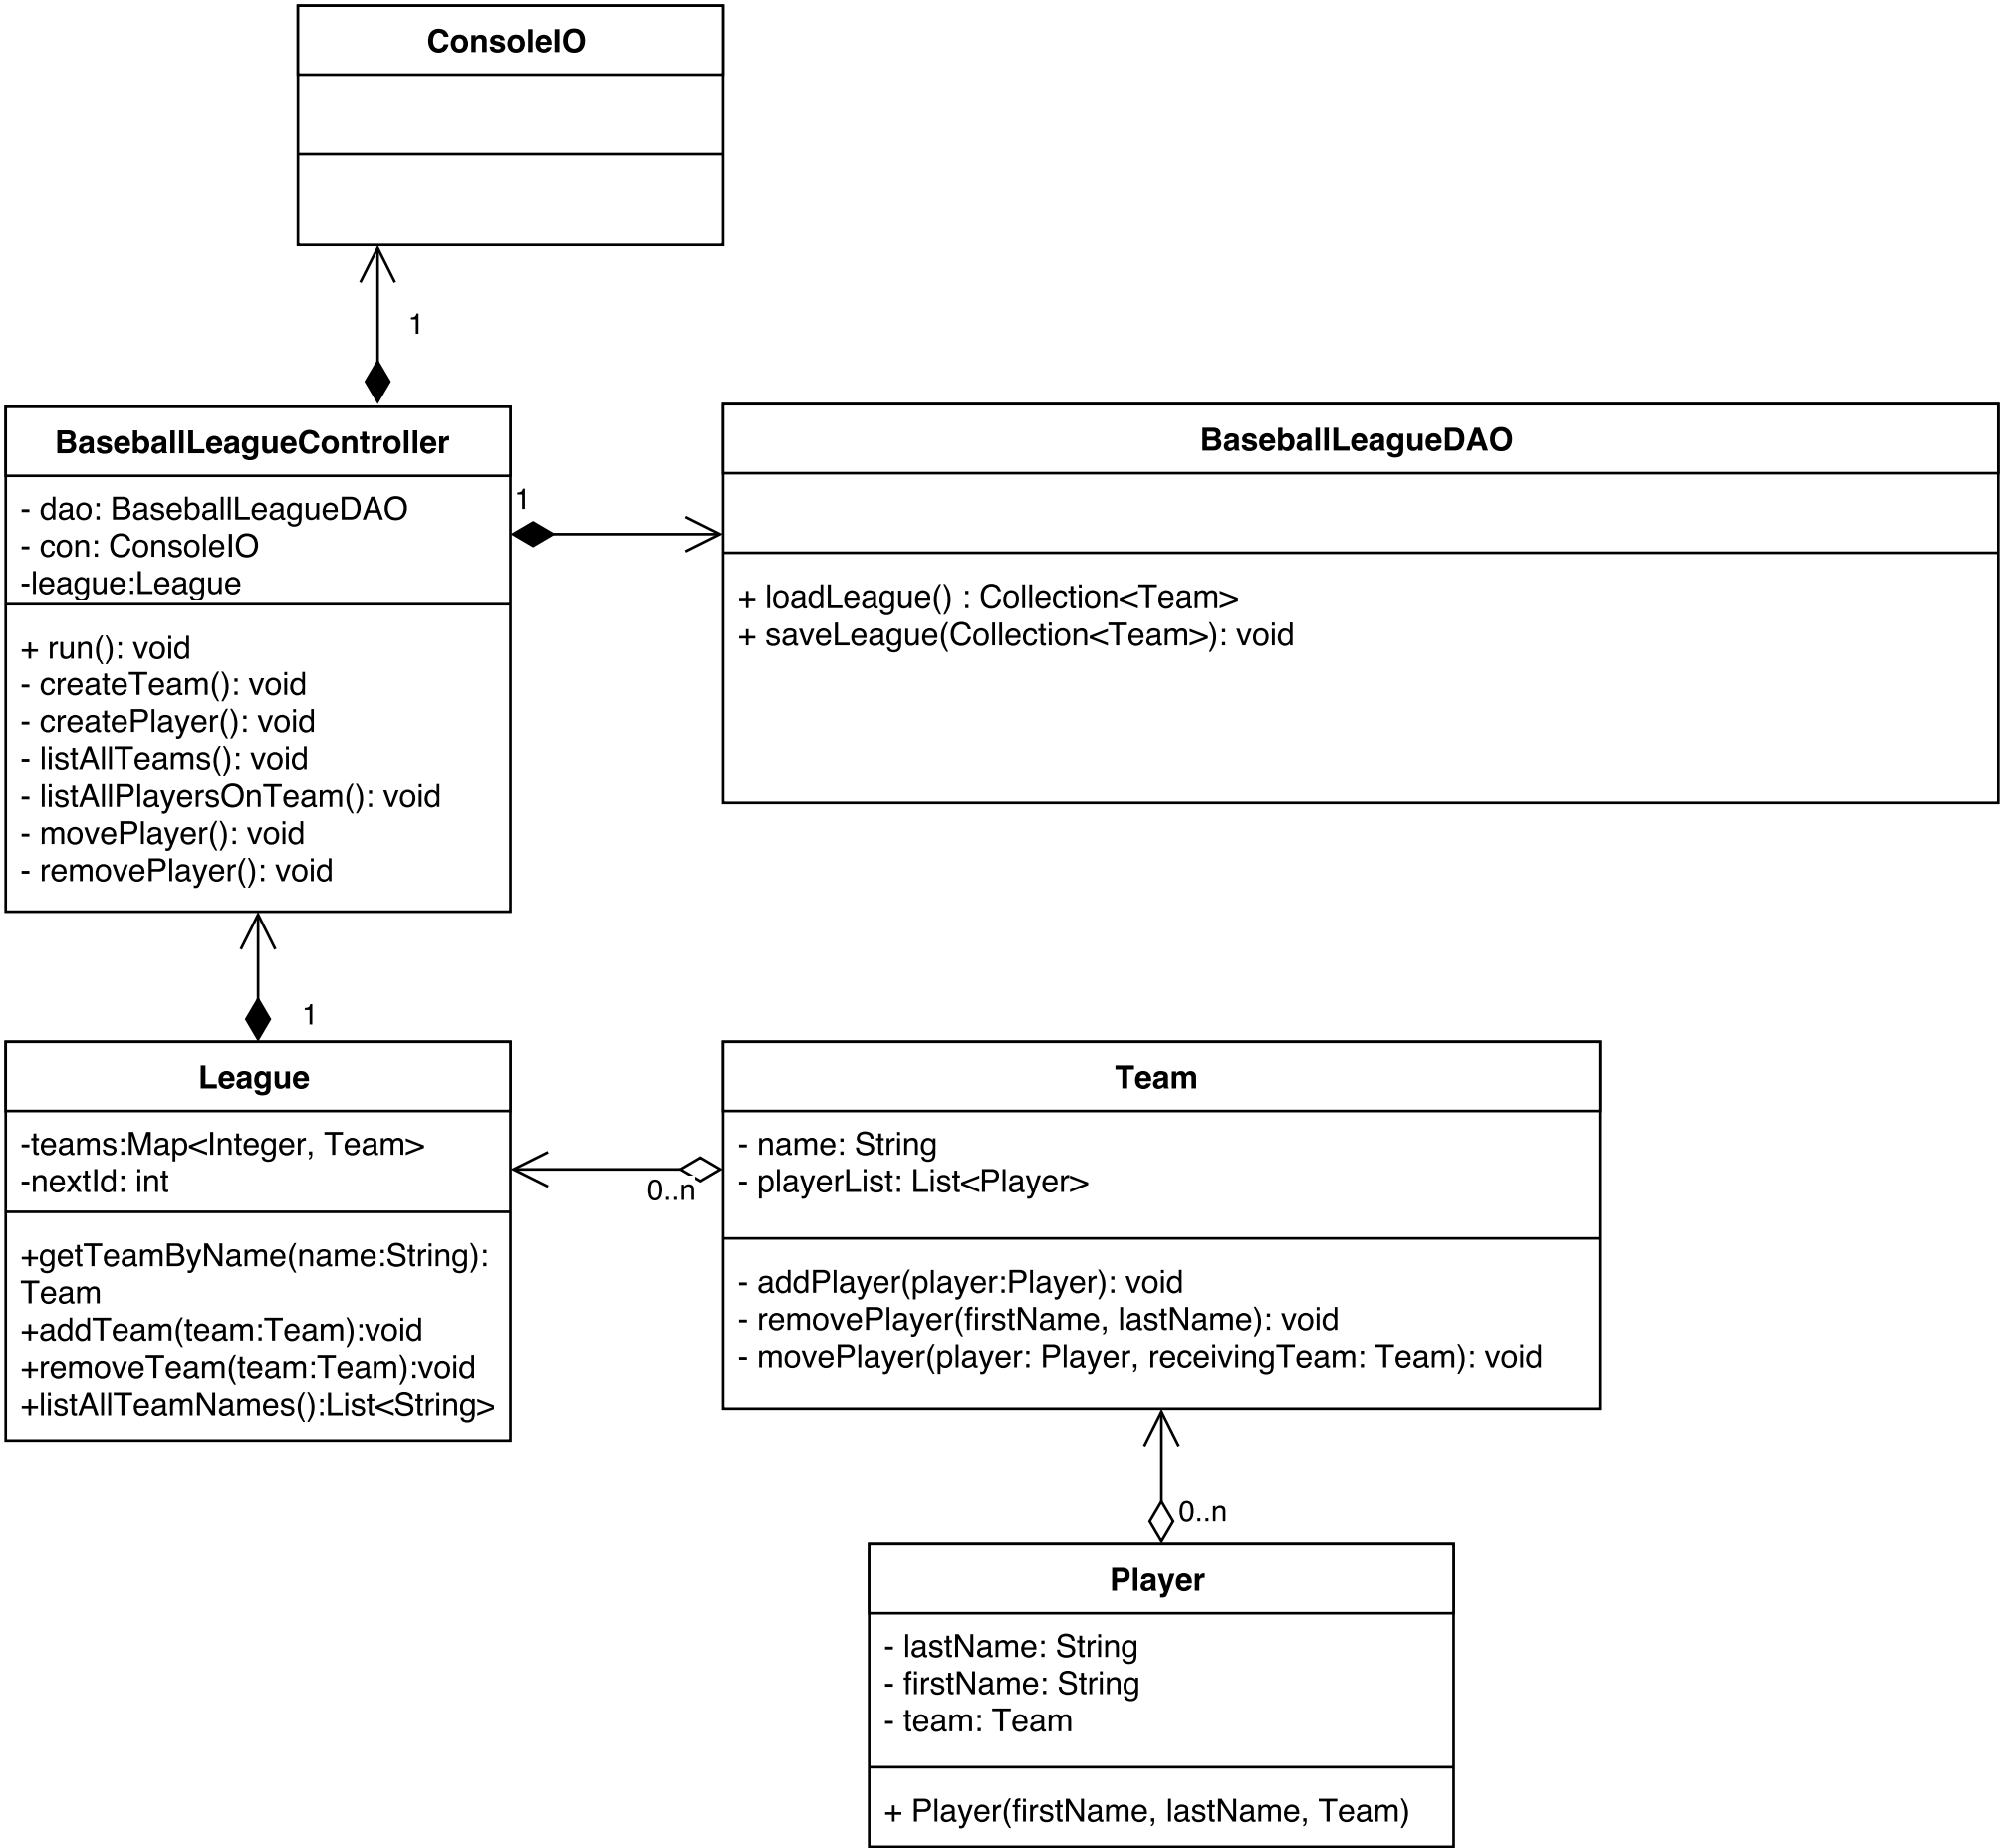 ConsoleIO
1
BaseballLeagueController
- dao: BaseballLeagueDAO
- con: ConsoleIO
-league:League
+ run(): void
- createTeam(): void
- createPlayer(): void
- listAllTeams(): void
- listAllPlayersOnTeam(): void
- movePlayer(): void
- removePlayer(): void
1
BaseballLeagueDAO
+ loadLeague() : Collection<Team>
+ saveLeague(Collection<Team>): void
1
League
-teams:Map<Integer, Team>
-nextId: int
+getTeamByName(name:String):
Team
+addTeam(team:Team):void
+removeTeam(team:Team):void
+listAllTeamNames():List<String>
0..n
Team
- name: String
- playerList: List<Player>
- addPlayer(player:Player): void
- removePlayer(firstName, lastName): void
- movePlayer(player: Player, receivingTeam: Team): void
0..n
Player
- lastName: String
- firstName: String
- team: Team
+ Player(firstName, lastName, Team)